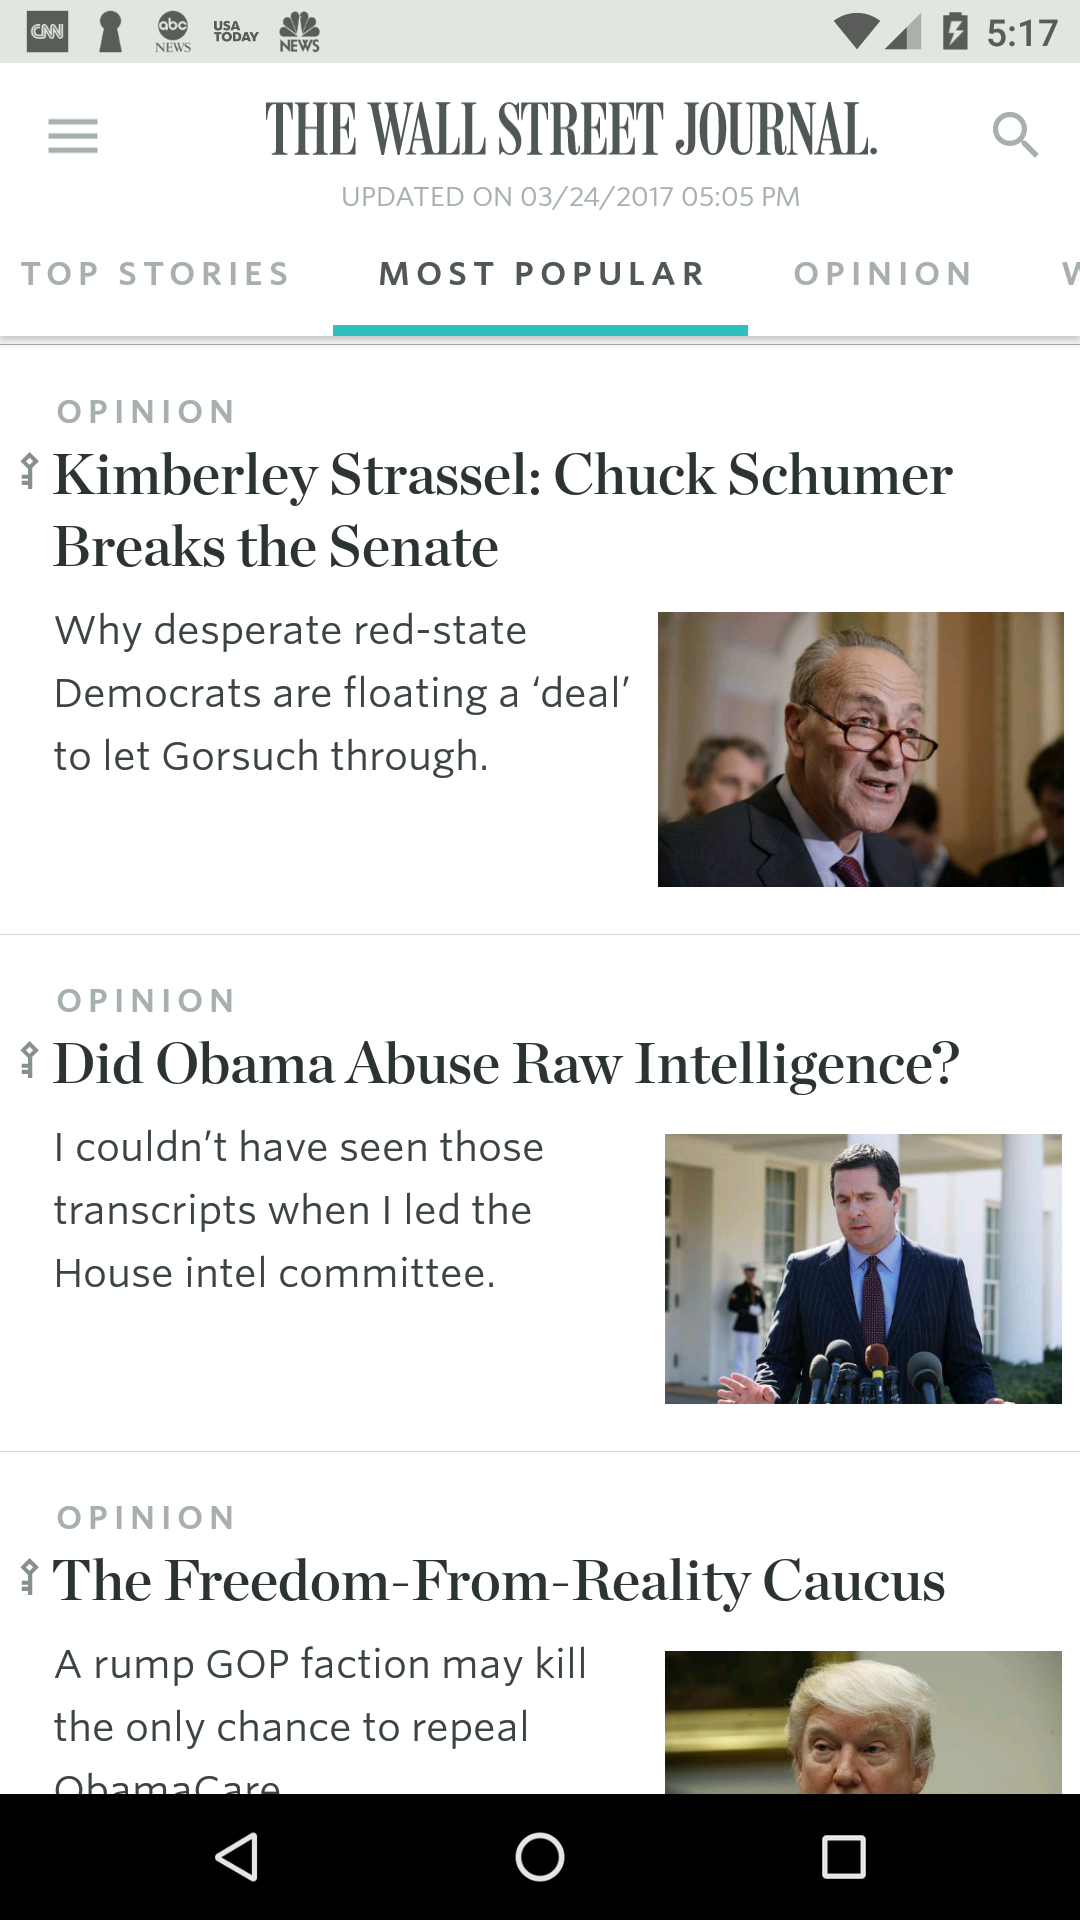 CNN
abc
NEWS
USA
TODAY
NEWS
5:17
THE WALL STREET JOURNAL.
UPDATED ON 03/24/2017 05:05 PM
TOP STORIES MOST POPULAR OPINION W
OPINION
Kimberley Strassel: Chuck Schumer
Breaks the Senate
Why desperate red-state
Democrats are floating a ‘deal’
to let Gorsuch through.
OPINION
Did Obama Abuse Raw Intelligence?
I couldn’t have seen those
transcripts when I led the
House intel committee.
OPINION
The Freedom-From-Reality Caucus
A rump GOP faction may kill
the only chance to repeal
ObamaCare